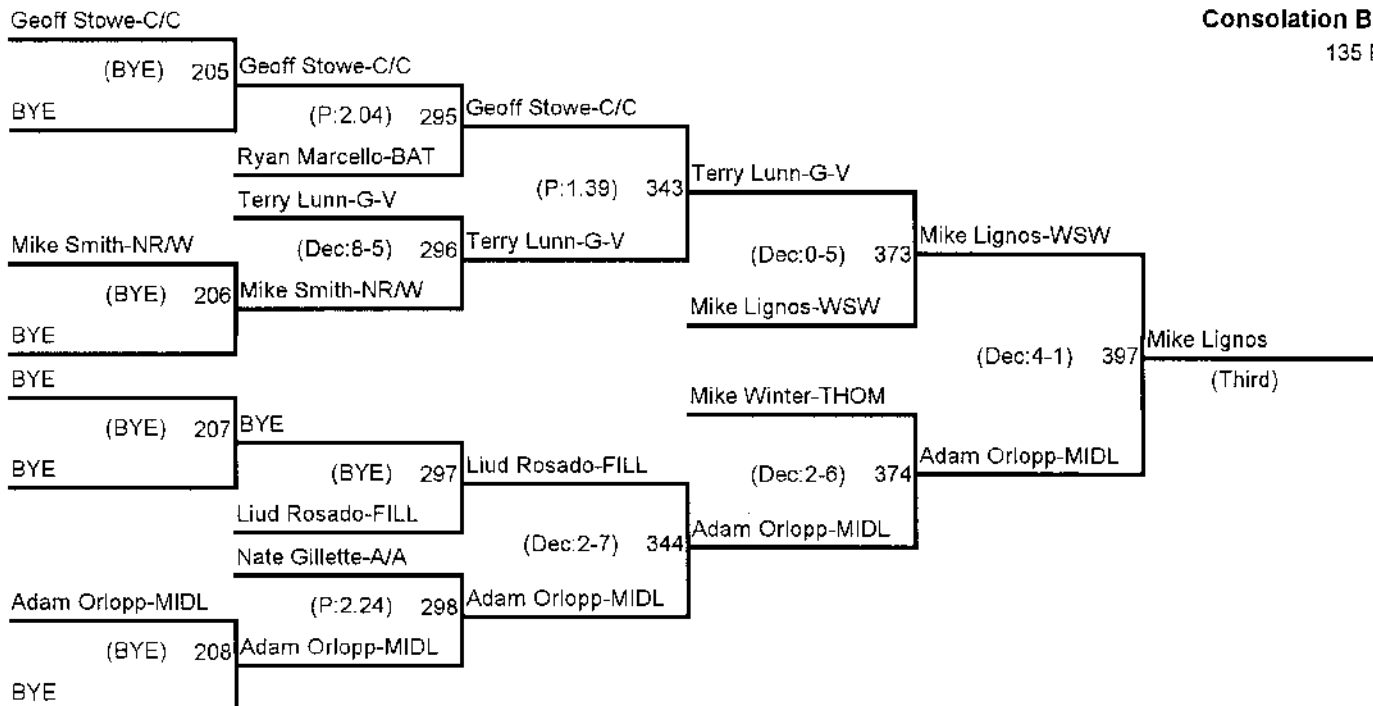 Geoff Stowe-C/C
Consolation B
135
(BYE) 205 Geoff Stowe-C/C
BYE
(P:2.04) 295 Geoff Stowe-C/C
Ryan Marcello-BAT
(P:1.39) 343 Terry Lunn-G-V
Terry Lunn-G-V
Mike Smith-NR/W
(Dec:8-5) 296 Terry Lunn-G-V
(Dec:0-5) 373 Mike Lignos-WSW
(BYE) 206 Mike Smith-NR/W
Mike Lignos-WSW
BYE
(Dec:4-1) 397 Mike Lignos
(Third)
BYE
Mike Winter-THOM
(BYE) 207 BYE
BYE
(BYE) 297 Liud Rosado-FILL
(Dec:2-6) 374 Adam Orlopp-MIDL
Liud Rosado-FILL
(Dec:2-7) 344 Adam Orlopp-MIDL
Nate Gillette-A/A
Adam Orlopp-MIDL
(P:2.24) 298 Adam Orlopp-MIDL
(BYE) 208 Adam Orlopp-MIDL
BYE